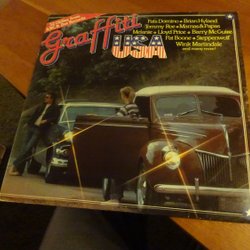 Graffiti
USA
Fats Domino • Brian Hyland
Tommy Roe • Mamas & Papas
Melanie • Lloyd Price • Barry McGuire
Pat Boone • Steppenwolf
Wink Martindale
and many more!